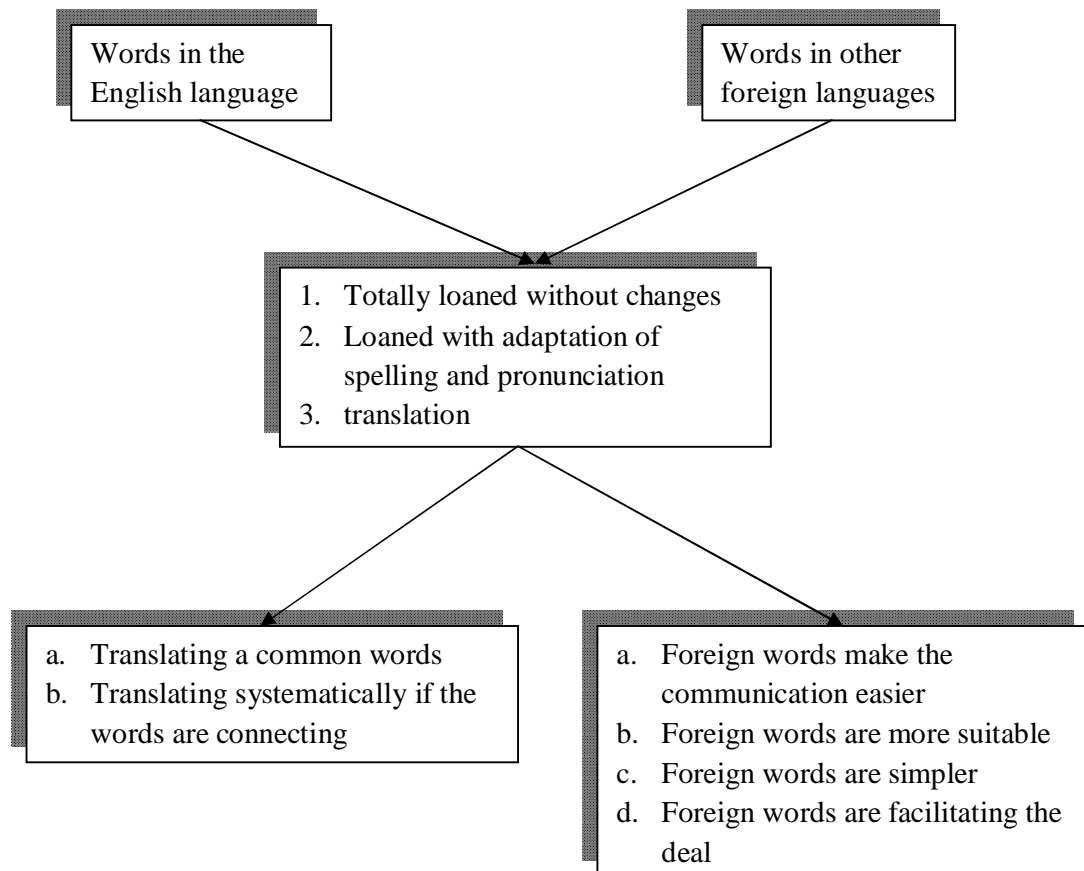 Words in the
English language
Words in other
foreign languages
1. Totally loaned without changes
2. Loaned with adaptation of
spelling and pronunciation
3. translation
a. Translating a common words
b. Translating systematically if the
words are connecting
a. Foreign words make the
communication easier
b. Foreign words are more suitable
c. Foreign words are simpler
d. Foreign words are facilitating the
deal